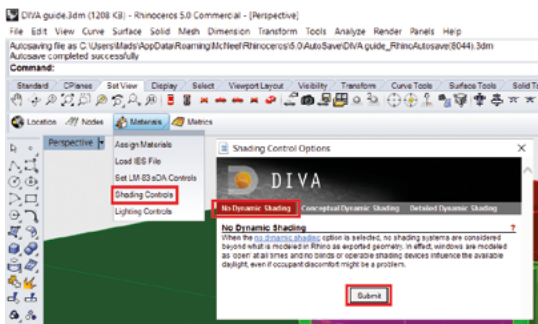 DIVA guide.3dm (1208 KB) - Rhinoceros 5.0 Commercial - [Perspective]
File Edit View Curve Surface Solid Mesh Dimension Transform Tools Analyze Render Panels Help
Autosaving file as C:\Users\Mads\AppData\Roaming\McNeel\Rhinoceros\5.0\AutoSave\DIVA guide_RhinoAutosave(8044).3dm
Autosave completed successfully
Command:
Standard CPlanes Set View Display Select Viewport Layout Visibility Transform Curve Tools Surface Tools Solid To
Location Nodes Materials Metrics
Perspective
Assign Materials
Load IES File
Set LM-83 sDA Controls
Shading Controls
Lighting Controls
Shading Control Options
DIVA
No Dynamic Shading Conceptual Dynamic Shading Detailed Dynamic Shading
No Dynamic Shading ?
When the no dynamic shading option is selected, no shading systems are considered
beyond what is modeled in Rhino as exported geometry. In effect, windows are modeled
as 'open' at all times and no blinds or operable shading devices influence the available
daylight, even if occupant discomfort might be a problem.
Submit